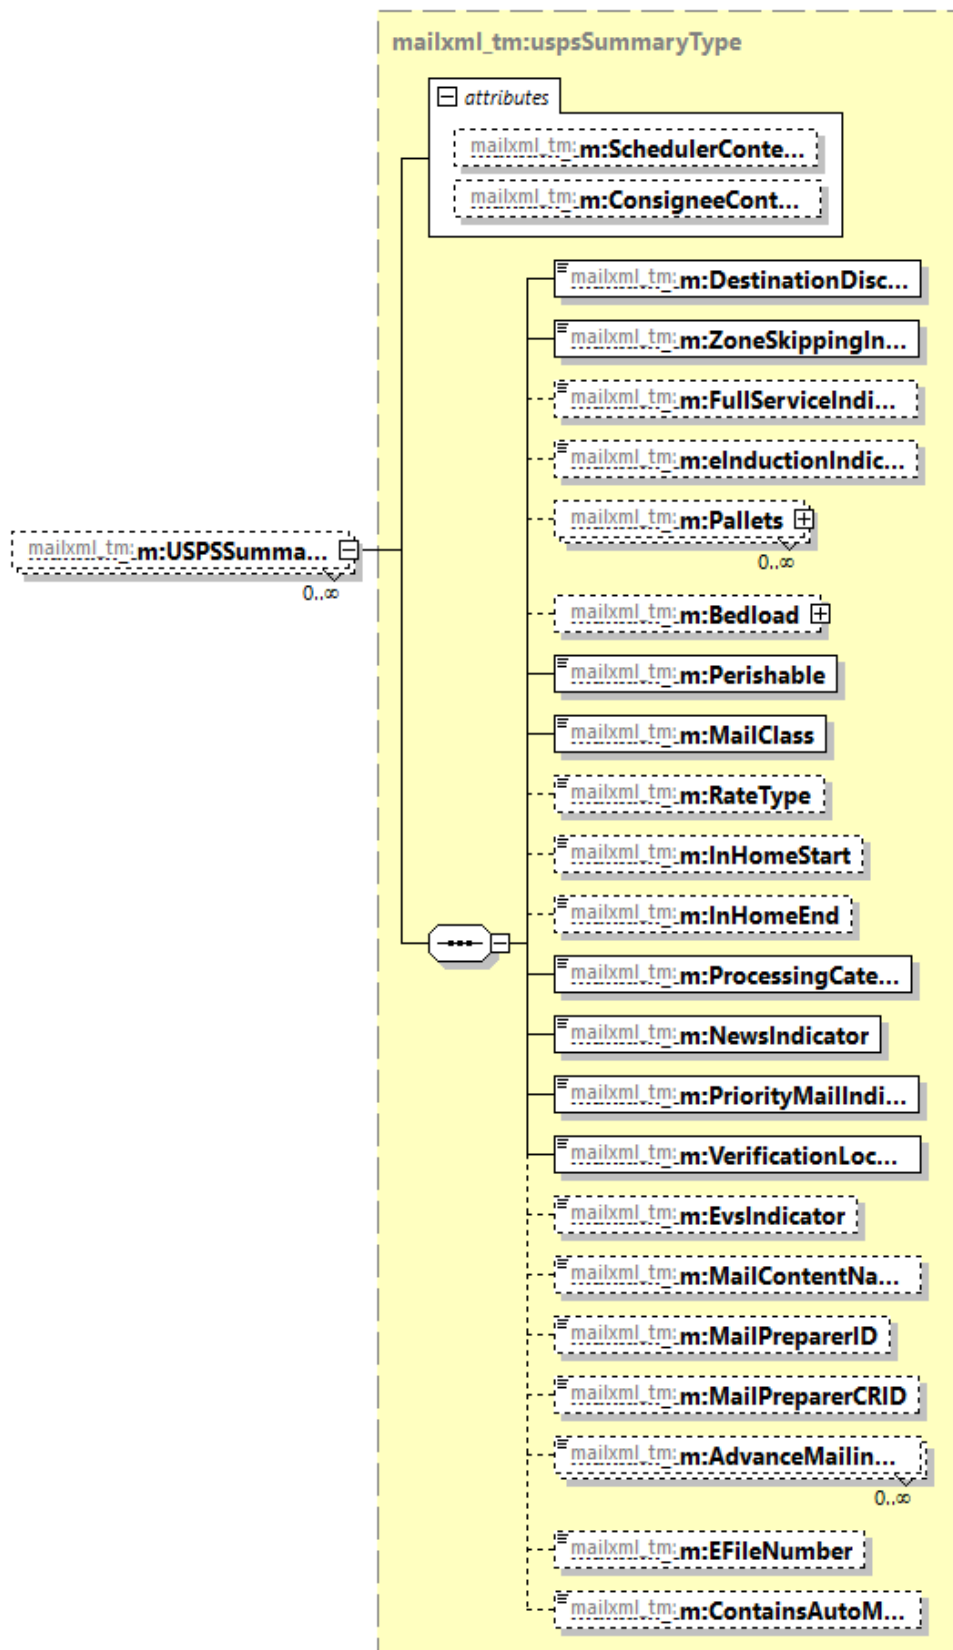 mailxml_tm:uspsSummaryType
attributes
mailxml_tm:m:SchedulerConte...
mailxml_tm:m:ConsigneeCont...
mailxml_tm:m:DestinationDisc...
mailxml_tm:m:ZoneSkippingIn...
mailxml_tm:m:FullServiceIndi...
mailxml_tm:m:eInductionIndic...
mailxml_tm:m:Pallets
0..∞
mailxml_tm:m:USPSSumma...
0..∞
mailxml_tm:m:Bedload
mailxml_tm:m:Perishable
mailxml_tm:m:MailClass
mailxml_tm:m:RateType
mailxml_tm:m:InHomeStart
mailxml_tm:m:InHomeEnd
mailxml_tm:m:ProcessingCate...
mailxml_tm:m:NewsIndicator
mailxml_tm:m:PriorityMailIndi...
mailxml_tm:m:VerificationLoc...
mailxml_tm:m:EvsIndicator
mailxml_tm:m:MailContentNa...
mailxml_tm:m:MailPreparerID
mailxml_tm:m:MailPreparerCRID
mailxml_tm:m:AdvanceMailin...
0..∞
mailxml_tm:m:EFileNumber
mailxml_tm:m:ContainsAutoM...